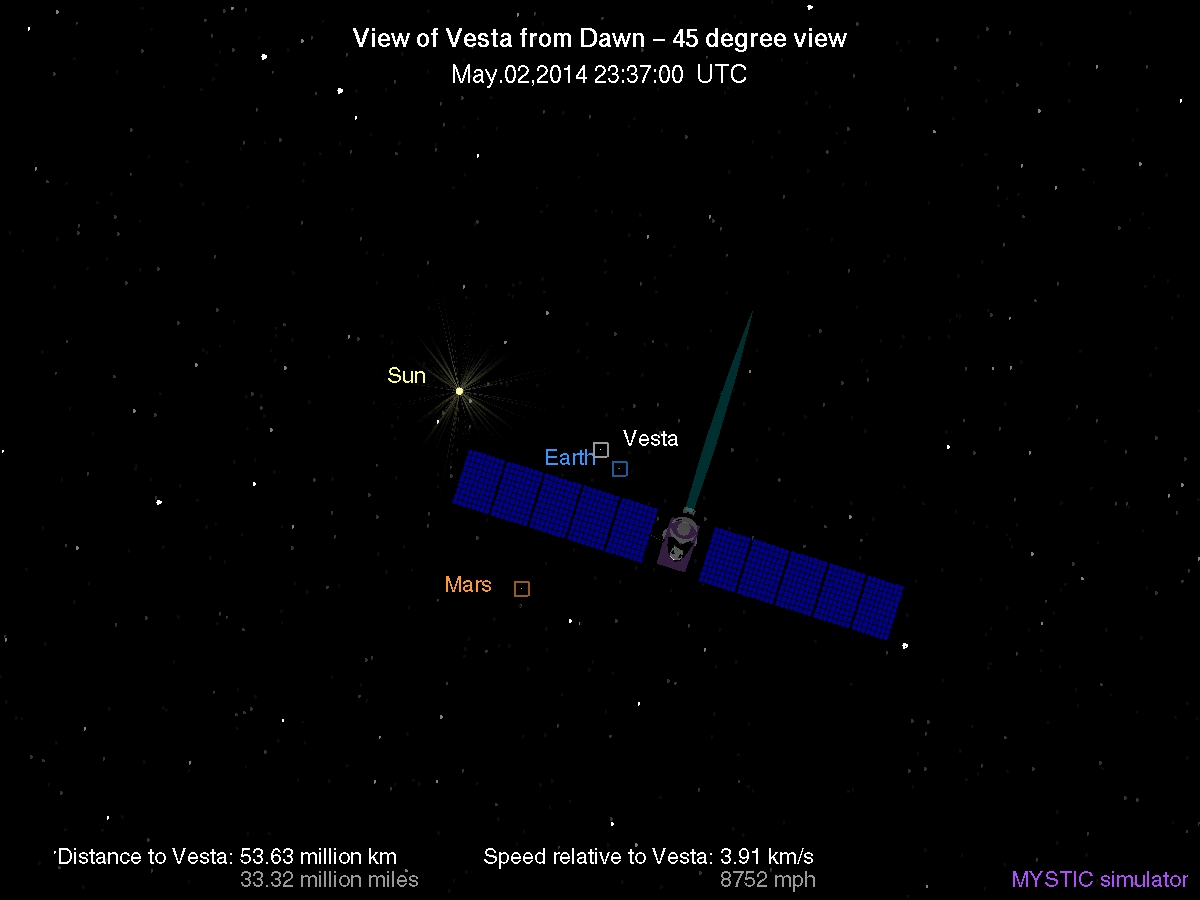 View of Vesta from Dawn – 45 degree view
May.02,2014 23:37:00 UTC
Sun
Vesta
Earth
Mars
Distance to Vesta: 53.63 million km
33.32 million miles
Speed relative to Vesta: 3.91 km/s
8752 mph
MYSTIC simulator